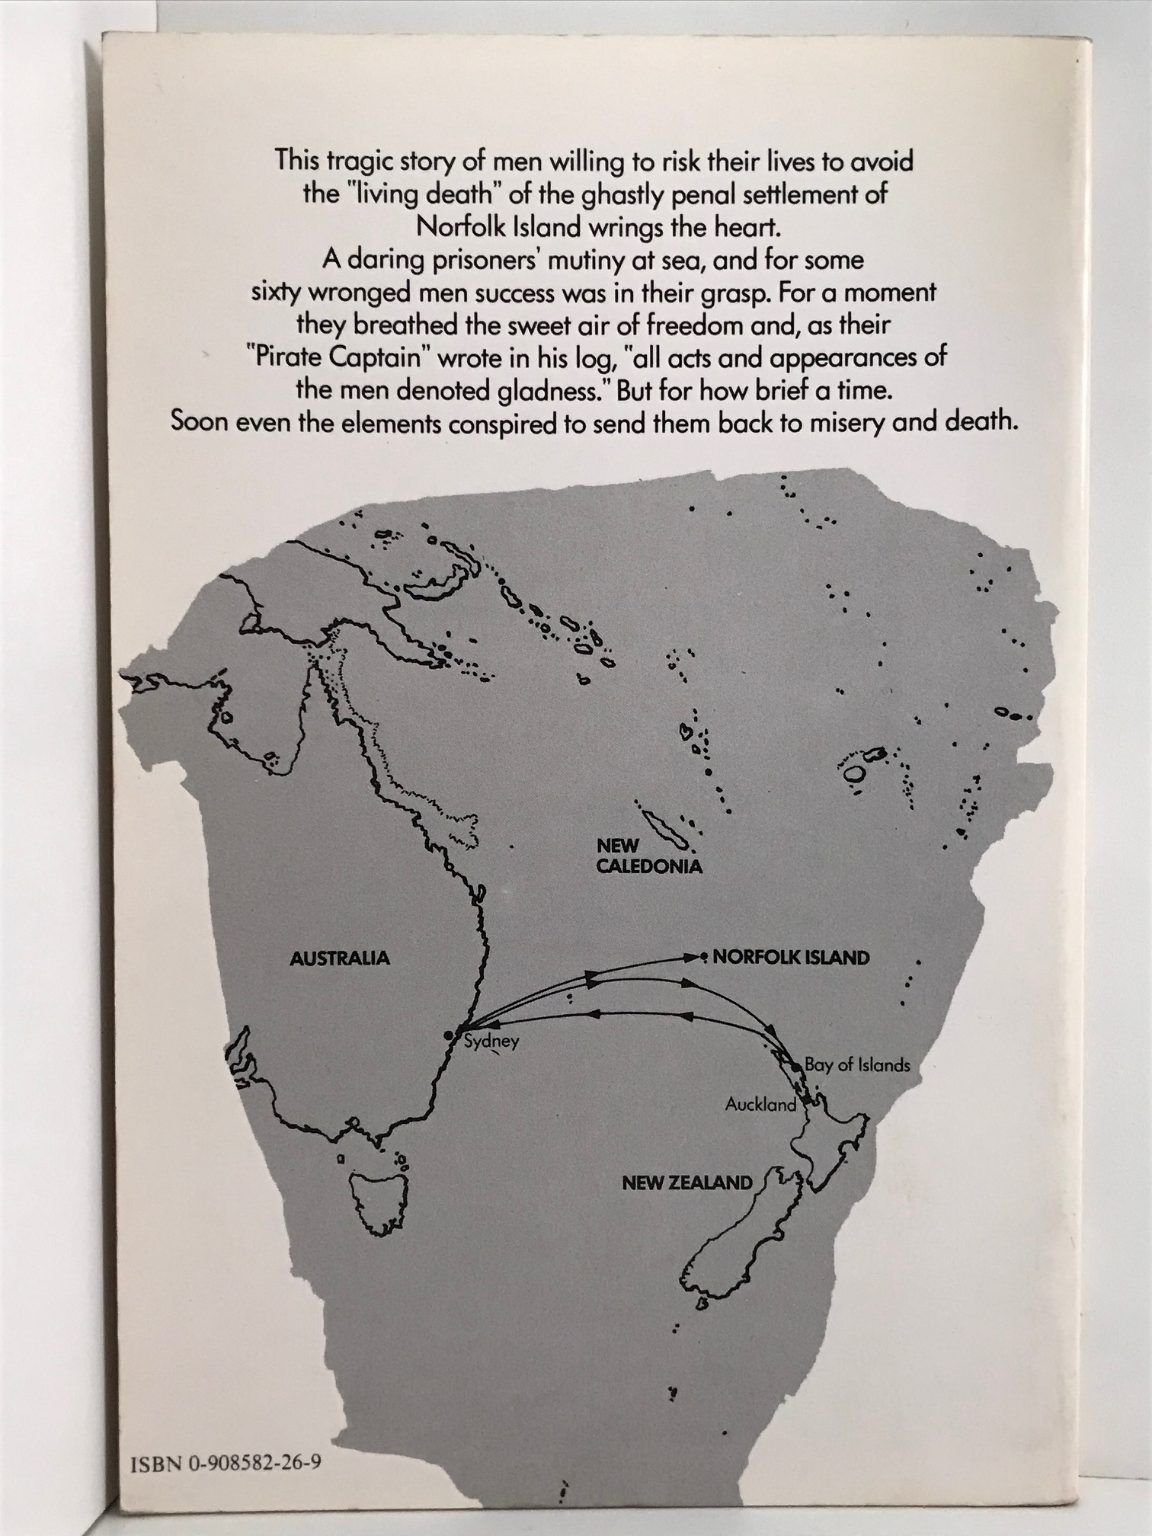 This tragic story of men willing to risk their lives to avoid
the "living death" of the ghastly penal settlement of
Norfolk Island wrings the heart.
A daring prisoners' mutiny at sea, and for some
sixty wronged men success was in their grasp. For a moment
they breathed the sweet air of freedom and, as their
"Pirate Captain" wrote in his log, "all acts and appearances of
the men denoted gladness." But for how brief a time.
Soon even the elements conspired to send them back to misery and death.
NEW
CALEDONIA
AUSTRALIA
NORFOLK ISLAND
Sydney
Bay of Islands
Auckland
NEW ZEALAND
ISBN 0-908582-26-9